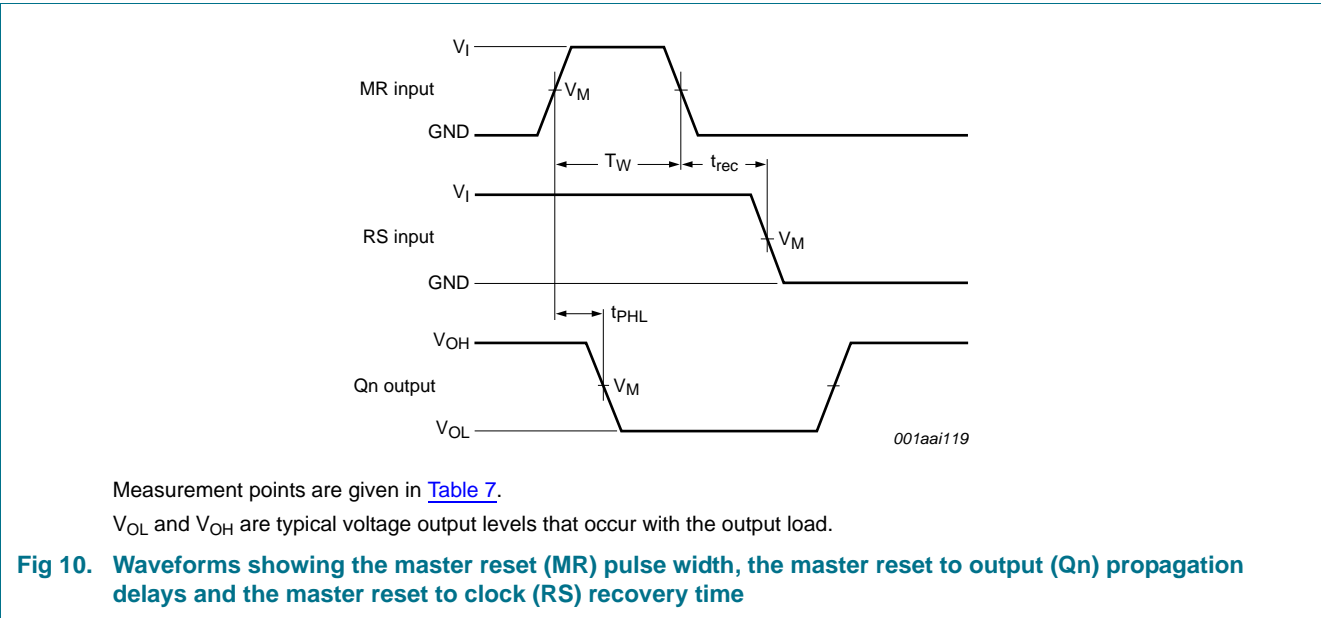 VI
MR input
VM
GND
TW
trec
VI
RS input
VM
GND
tPHL
VOH
Qn output
VM
VOL
001aai119
Measurement points are given in Table 7.
VOL and VOH are typical voltage output levels that occur with the output load.
Fig 10. Waveforms showing the master reset (MR) pulse width, the master reset to output (Qn) propagation
delays and the master reset to clock (RS) recovery time